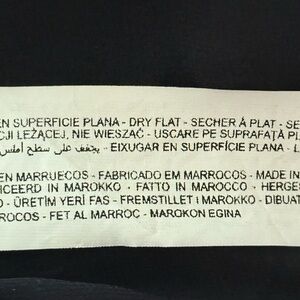 EN SUPERFICIE PLANA - DRY FLAT - SECHER À PLAT - SE
CJI LEŻĄCEJ, NIE WIESZAĆ - USCARE PE SUPRAFAȚĂ PL
يجفف على سطح أملس - EIXUGAR EN SUPERFÍCIE PLANA - L
EN MARRUECOS - FABRICADO EM MARROCOS - MADE IN
ICEERD IN MAROKKO · FATTO IN MAROCCO · HERGES
O - ÜRETİM YERİ FAS - FREMSTILLET I MAROKKO - DIBUAT
ROCOS - FET AL MARROC - MAROKON EGINA